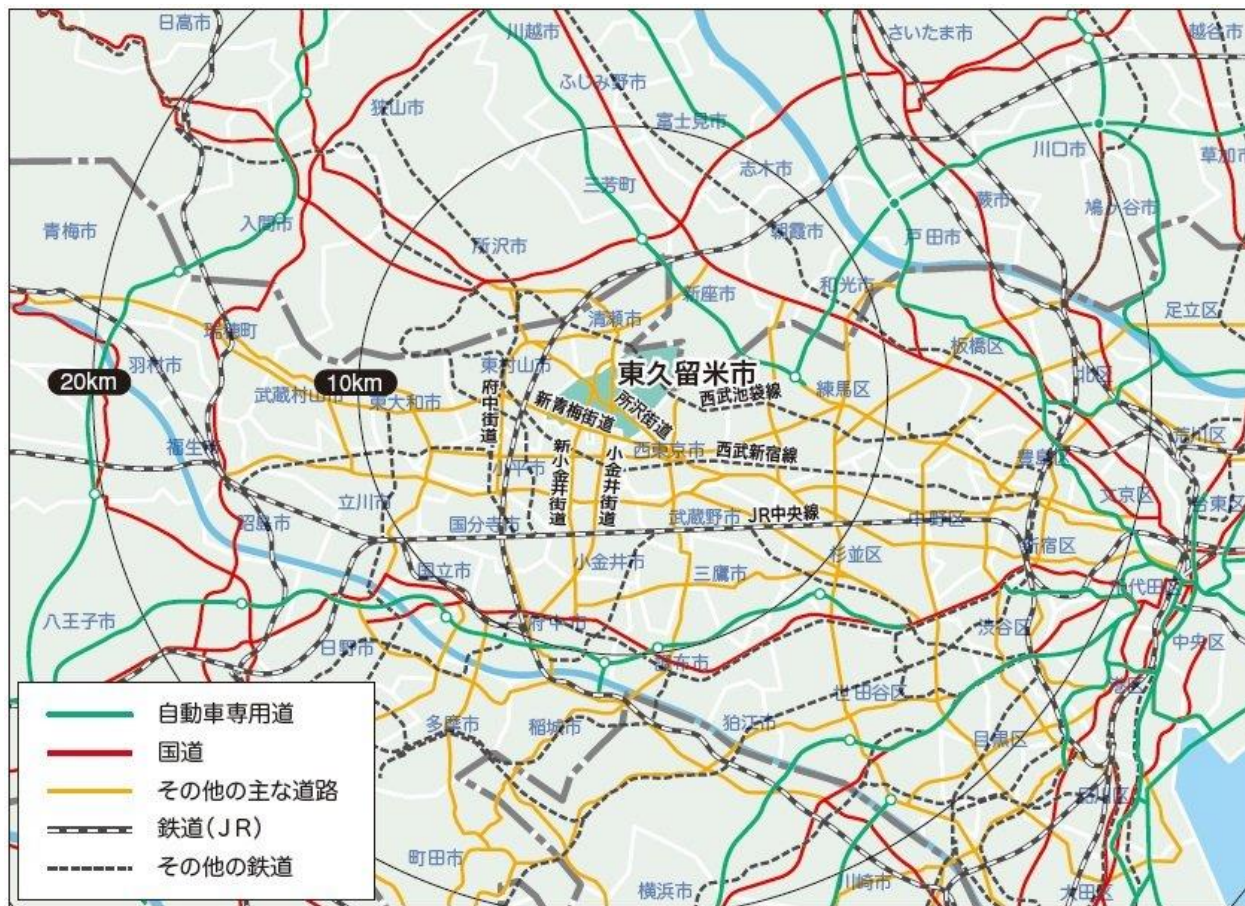 日高市
川越市
さいたま市
越谷市
ふじみ野市
狭山市
富士見市
川口市
草加市
志木市
三芳町
蕨市
鳩ヶ谷市
青梅市
入間市
所沢市
朝霞市
戸田市
新座市
和光市
足立区
清瀬市
瑞穂町
板橋区
羽村市
東村山市
東久留米市
北区
20km
10km
練馬区
武蔵村山市
東大和市
府中街道
新青梅街道
所沢街道
西武池袋線
福生市
小平市
新小金井街道
小金井街道
西東京市
西武新宿線
豊島区
荒川区
立川市
文京区
台東区
昭島市
国分寺市
武蔵野市
JR中央線
中野区
新宿区
小金井市
杉並区
国立市
三鷹市
千代田区
八王子市
府中市
渋谷区
日野市
調布市
中央区
世田谷区
港区
多摩市
稲城市
狛江市
目黒区
品川区
町田市
横浜市
川崎市
大田区
自動車専用道
国道
その他の主な道路
鉄道(JR)
その他の鉄道